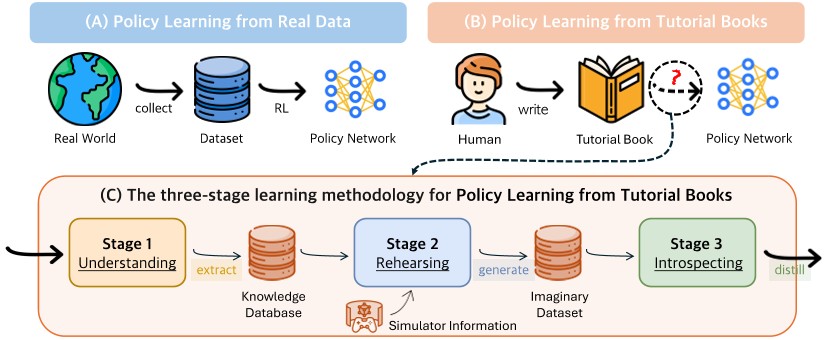 (A) Policy Learning from Real Data
(B) Policy Learning from Tutorial Books
collect
RL
Real World
Dataset
Policy Network
write
?
Human
Tutorial Book
Policy Network
(C) The three-stage learning methodology for Policy Learning from Tutorial Books
Stage 1
Understanding
extract
Knowledge
Database
Stage 2
Rehearsing
generate
Imaginary
Dataset
Stage 3
Introspecting
distill
Simulator Information